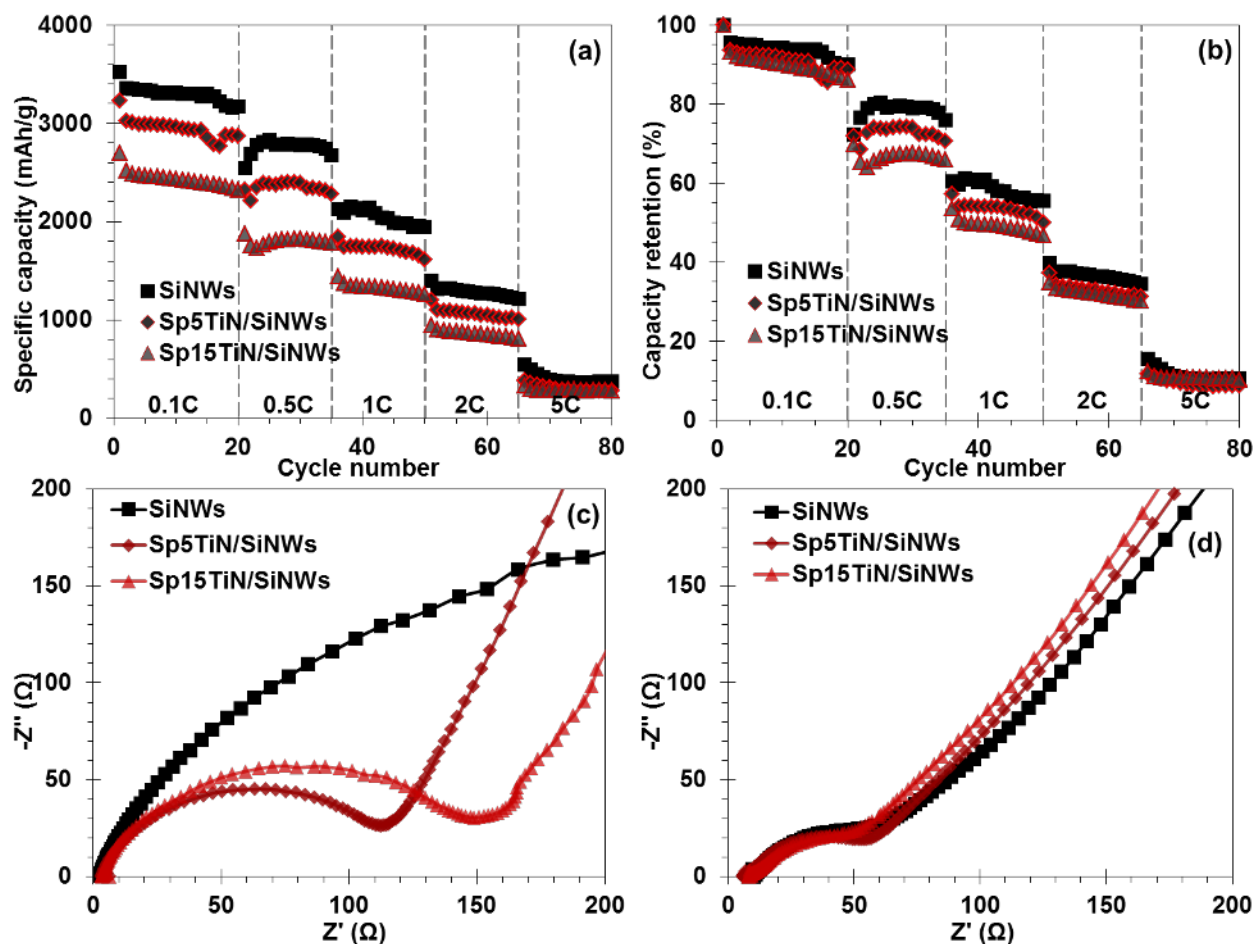 4000
3000
2000
1000
0
Specific capacity (mAh/g)
(a)
SiNWs
Sp5TiN/SiNWs
Sp15TiN/SiNWs
0.1C 0.5C 1C 2C 5C
0 20 40 60 80
Cycle number
100
80
60
40
20
0
Capacity retention (%)
(b)
SiNWs
Sp5TiN/SiNWs
Sp15TiN/SiNWs
0.1C 0.5C 1C 2C 5C
0 20 40 60 80
Cycle number
200
150
100
50
0
-Z'' (Ω)
SiNWs
Sp5TiN/SiNWs
Sp15TiN/SiNWs
(c)
0 50 100 150 200
Z' (Ω)
200
150
100
50
0
-Z'' (Ω)
SiNWs
Sp5TiN/SiNWs
Sp15TiN/SiNWs
(d)
0 50 100 150 200
Z' (Ω)